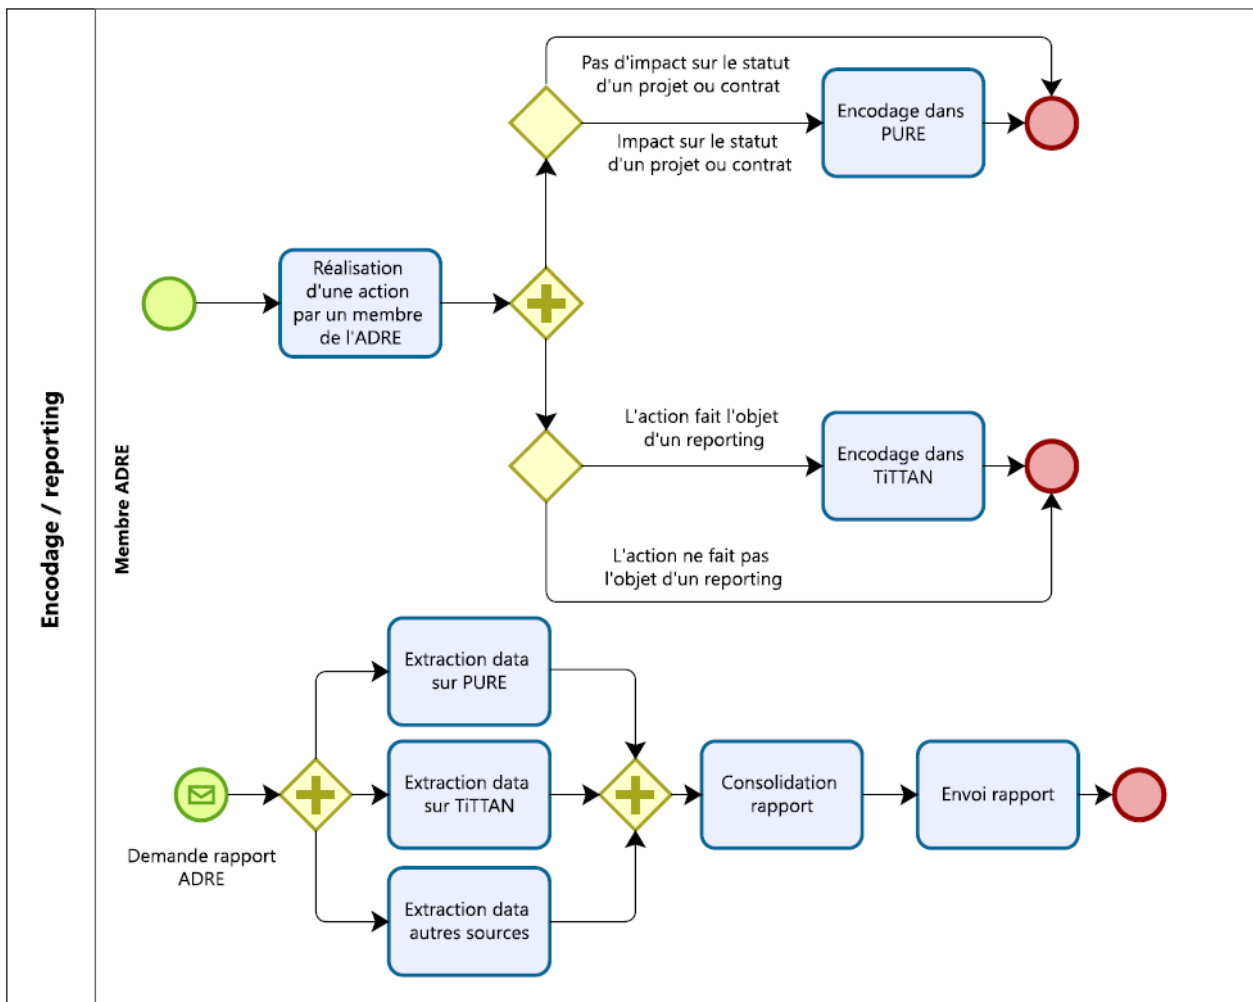 Encodage / reporting
Membre ADRE
Pas d'impact sur le statut
d'un projet ou contrat
Impact sur le statut
d'un projet ou contrat
Encodage dans
PURE
Réalisation
d'une action
par un membre
de l'ADRE
L'action fait l'objet
d'un reporting
Encodage dans
TiTTAN
L'action ne fait pas
l'objet d'un reporting
Demande rapport
ADRE
Extraction data
sur PURE
Extraction data
sur TiTTAN
Extraction data
autres sources
Consolidation
rapport
Envoi rapport